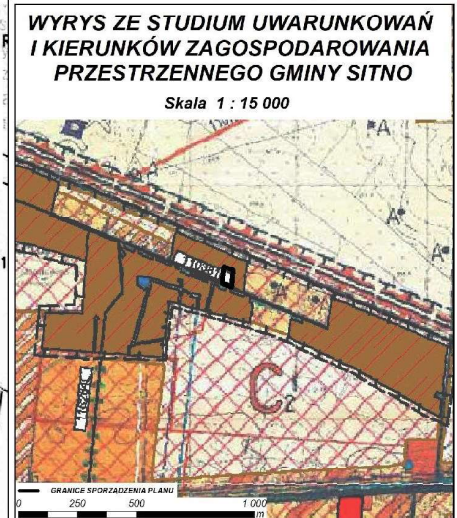 WYRYS ZE STUDIUM UWARUNKOWAŃ
I KIERUNKÓW ZAGOSPODAROWANIA
PRZESTRZENNEGO GMINY SITNO
Skala 1 : 15 000
A
A
A
C
2
GRANICE SPORZĄDZENIA PLANU
0 250 500 1 000
m